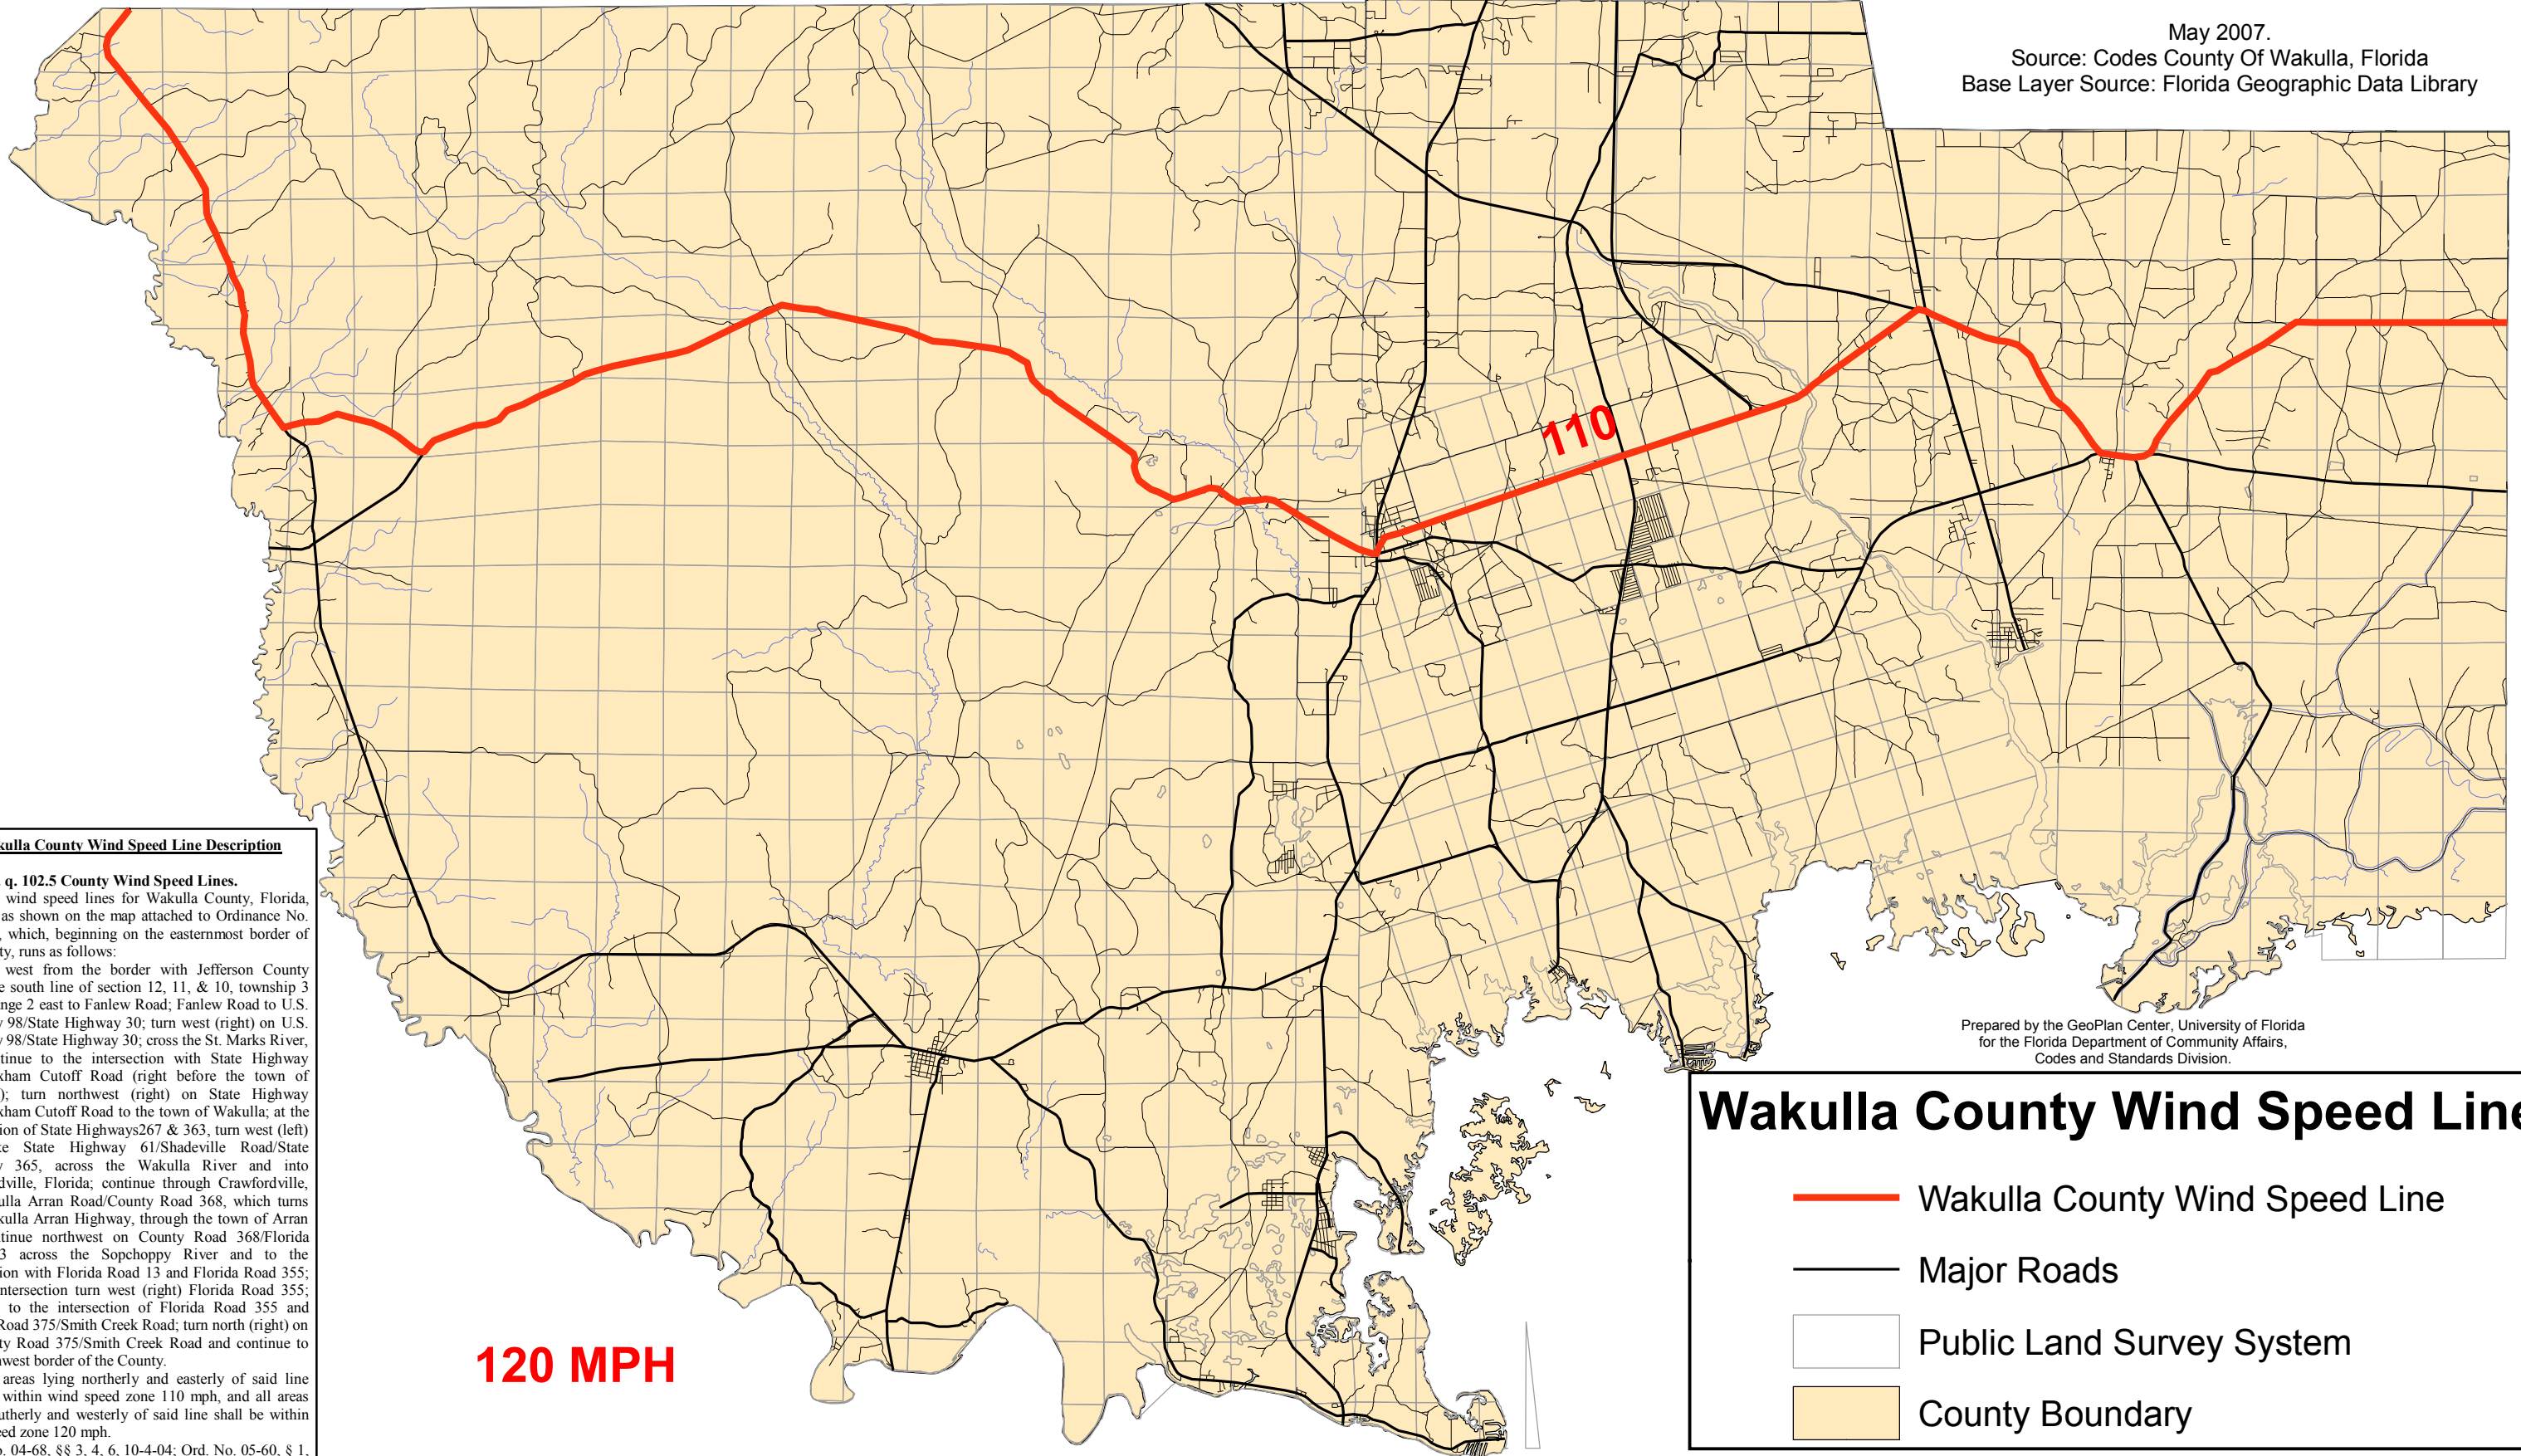 May 2007.
Source: Codes County Of Wakulla, Florida
Base Layer Source: Florida Geographic Data Library
110
kulla County Wind Speed Line Description
q. 102.5 County Wind Speed Lines.
wind speed lines for Wakulla County, Florida,
as shown on the map attached to Ordinance No.
, which, beginning on the easternmost border of
ty, runs as follows:
west from the border with Jefferson County
e south line of section 12, 11, & 10, township 3
nge 2 east to Fanlew Road; Fanlew Road to U.S.
y 98/State Highway 30; turn west (right) on U.S.
y 98/State Highway 30; cross the St. Marks River,
tinue to the intersection with State Highway
xham Cutoff Road (right before the town of
); turn northwest (right) on State Highway
xham Cutoff Road to the town of Wakulla; at the
ion of State Highways267 & 363, turn west (left)
ke State Highway 61/Shadeville Road/State
y 365, across the Wakulla River and into
dville, Florida; continue through Crawfordville,
ulla Arran Road/County Road 368, which turns
kulla Arran Highway, through the town of Arran
tinue northwest on County Road 368/Florida
3 across the Sopchoppy River and to the
ion with Florida Road 13 and Florida Road 355;
ntersection turn west (right) Florida Road 355;
to the intersection of Florida Road 355 and
Road 375/Smith Creek Road; turn north (right) on
ty Road 375/Smith Creek Road and continue to
hwest border of the County.
areas lying northerly and easterly of said line
within wind speed zone 110 mph, and all areas
utherly and westerly of said line shall be within
eed zone 120 mph.
o. 04-68, §§ 3, 4, 6, 10-4-04; Ord. No. 05-60, § 1,
120 MPH
Prepared by the GeoPlan Center, University of Florida
for the Florida Department of Community Affairs,
Codes and Standards Division.
Wakulla County Wind Speed Line
Wakulla County Wind Speed Line
Major Roads
Public Land Survey System
County Boundary